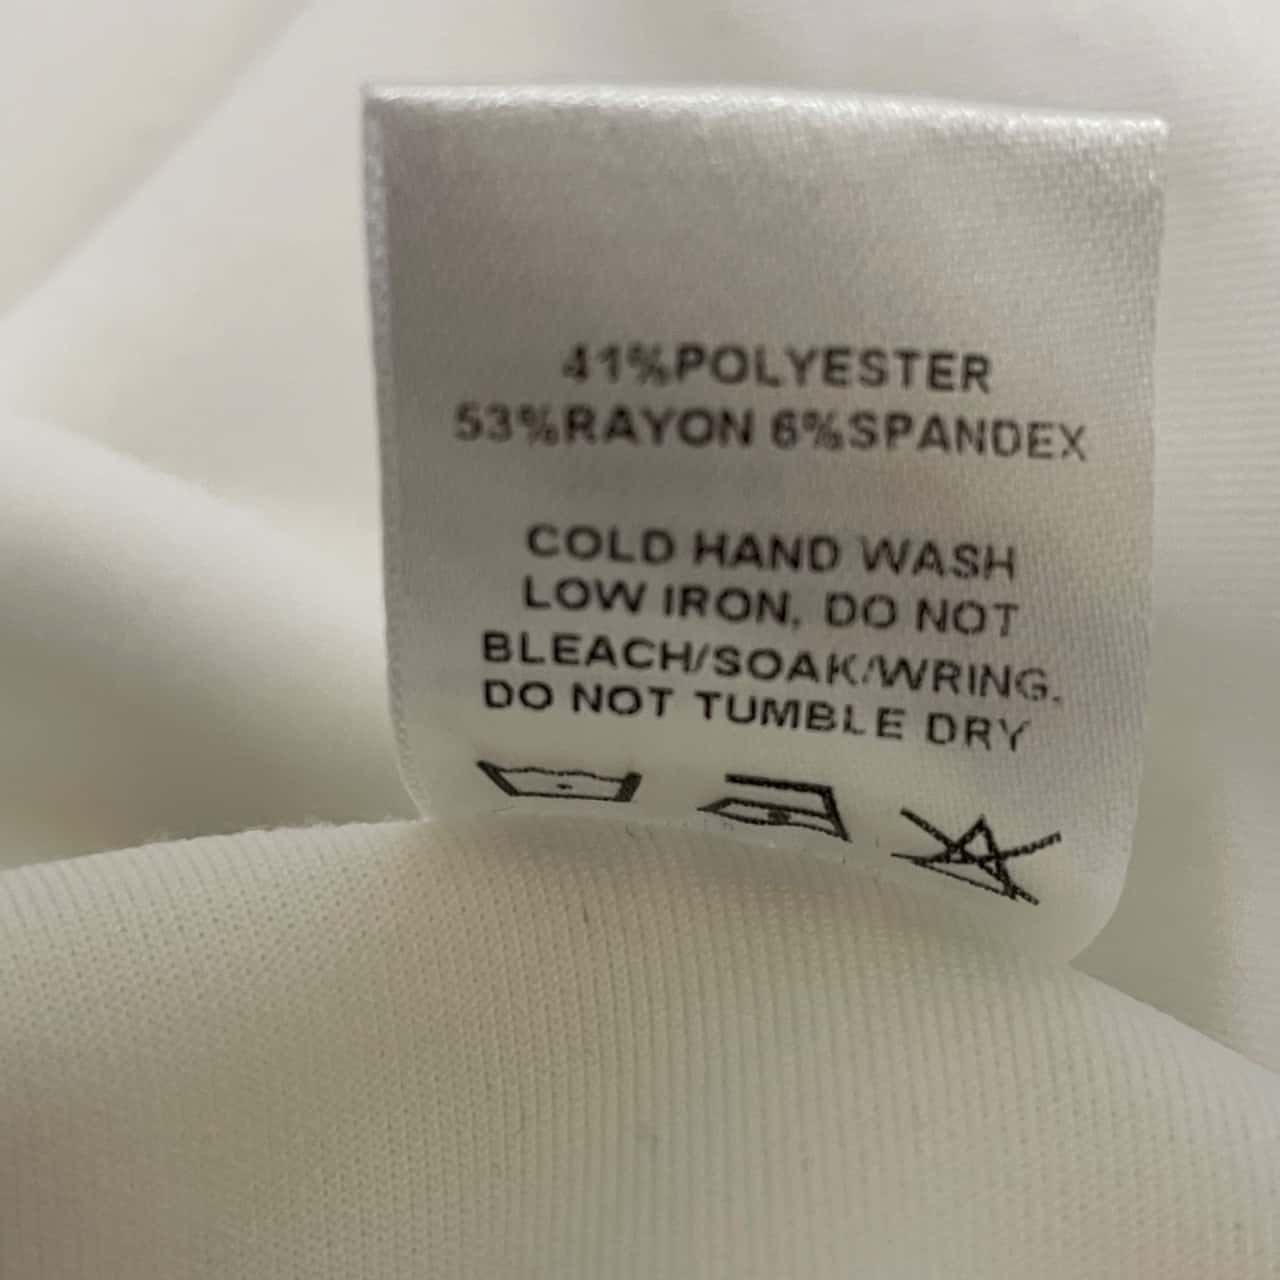 41%POLYESTER
53%RAYON 6%SPANDEX
COLD HAND WASH
LOW IRON, DO NOT
BLEACH/SOAK/WRING.
DO NOT TUMBLE DRY